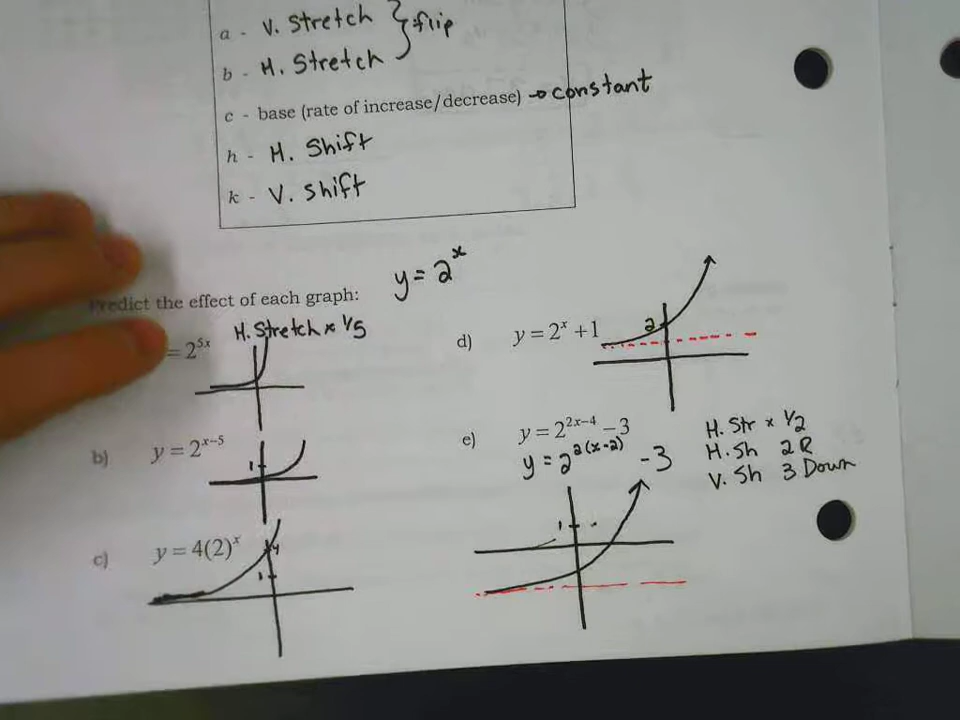 a - V. Stretch } flip
b - H. Stretch
c - base (rate of increase/decrease) → constant
h - H. Shift
k - V. Shift
Predict the effect of each graph: y = 2^x
= 2^{5x} H. Stretch x 1/5
b) y = 2^{x-5}
1
c) y = 4(2)^x
4
1
d) y = 2^x + 1
2
e) y = 2^{2x-4} - 3
y = 2^{2(x-2)} - 3
H. Str x 1/2
H. Sh 2 R
V. Sh 3 Down
1